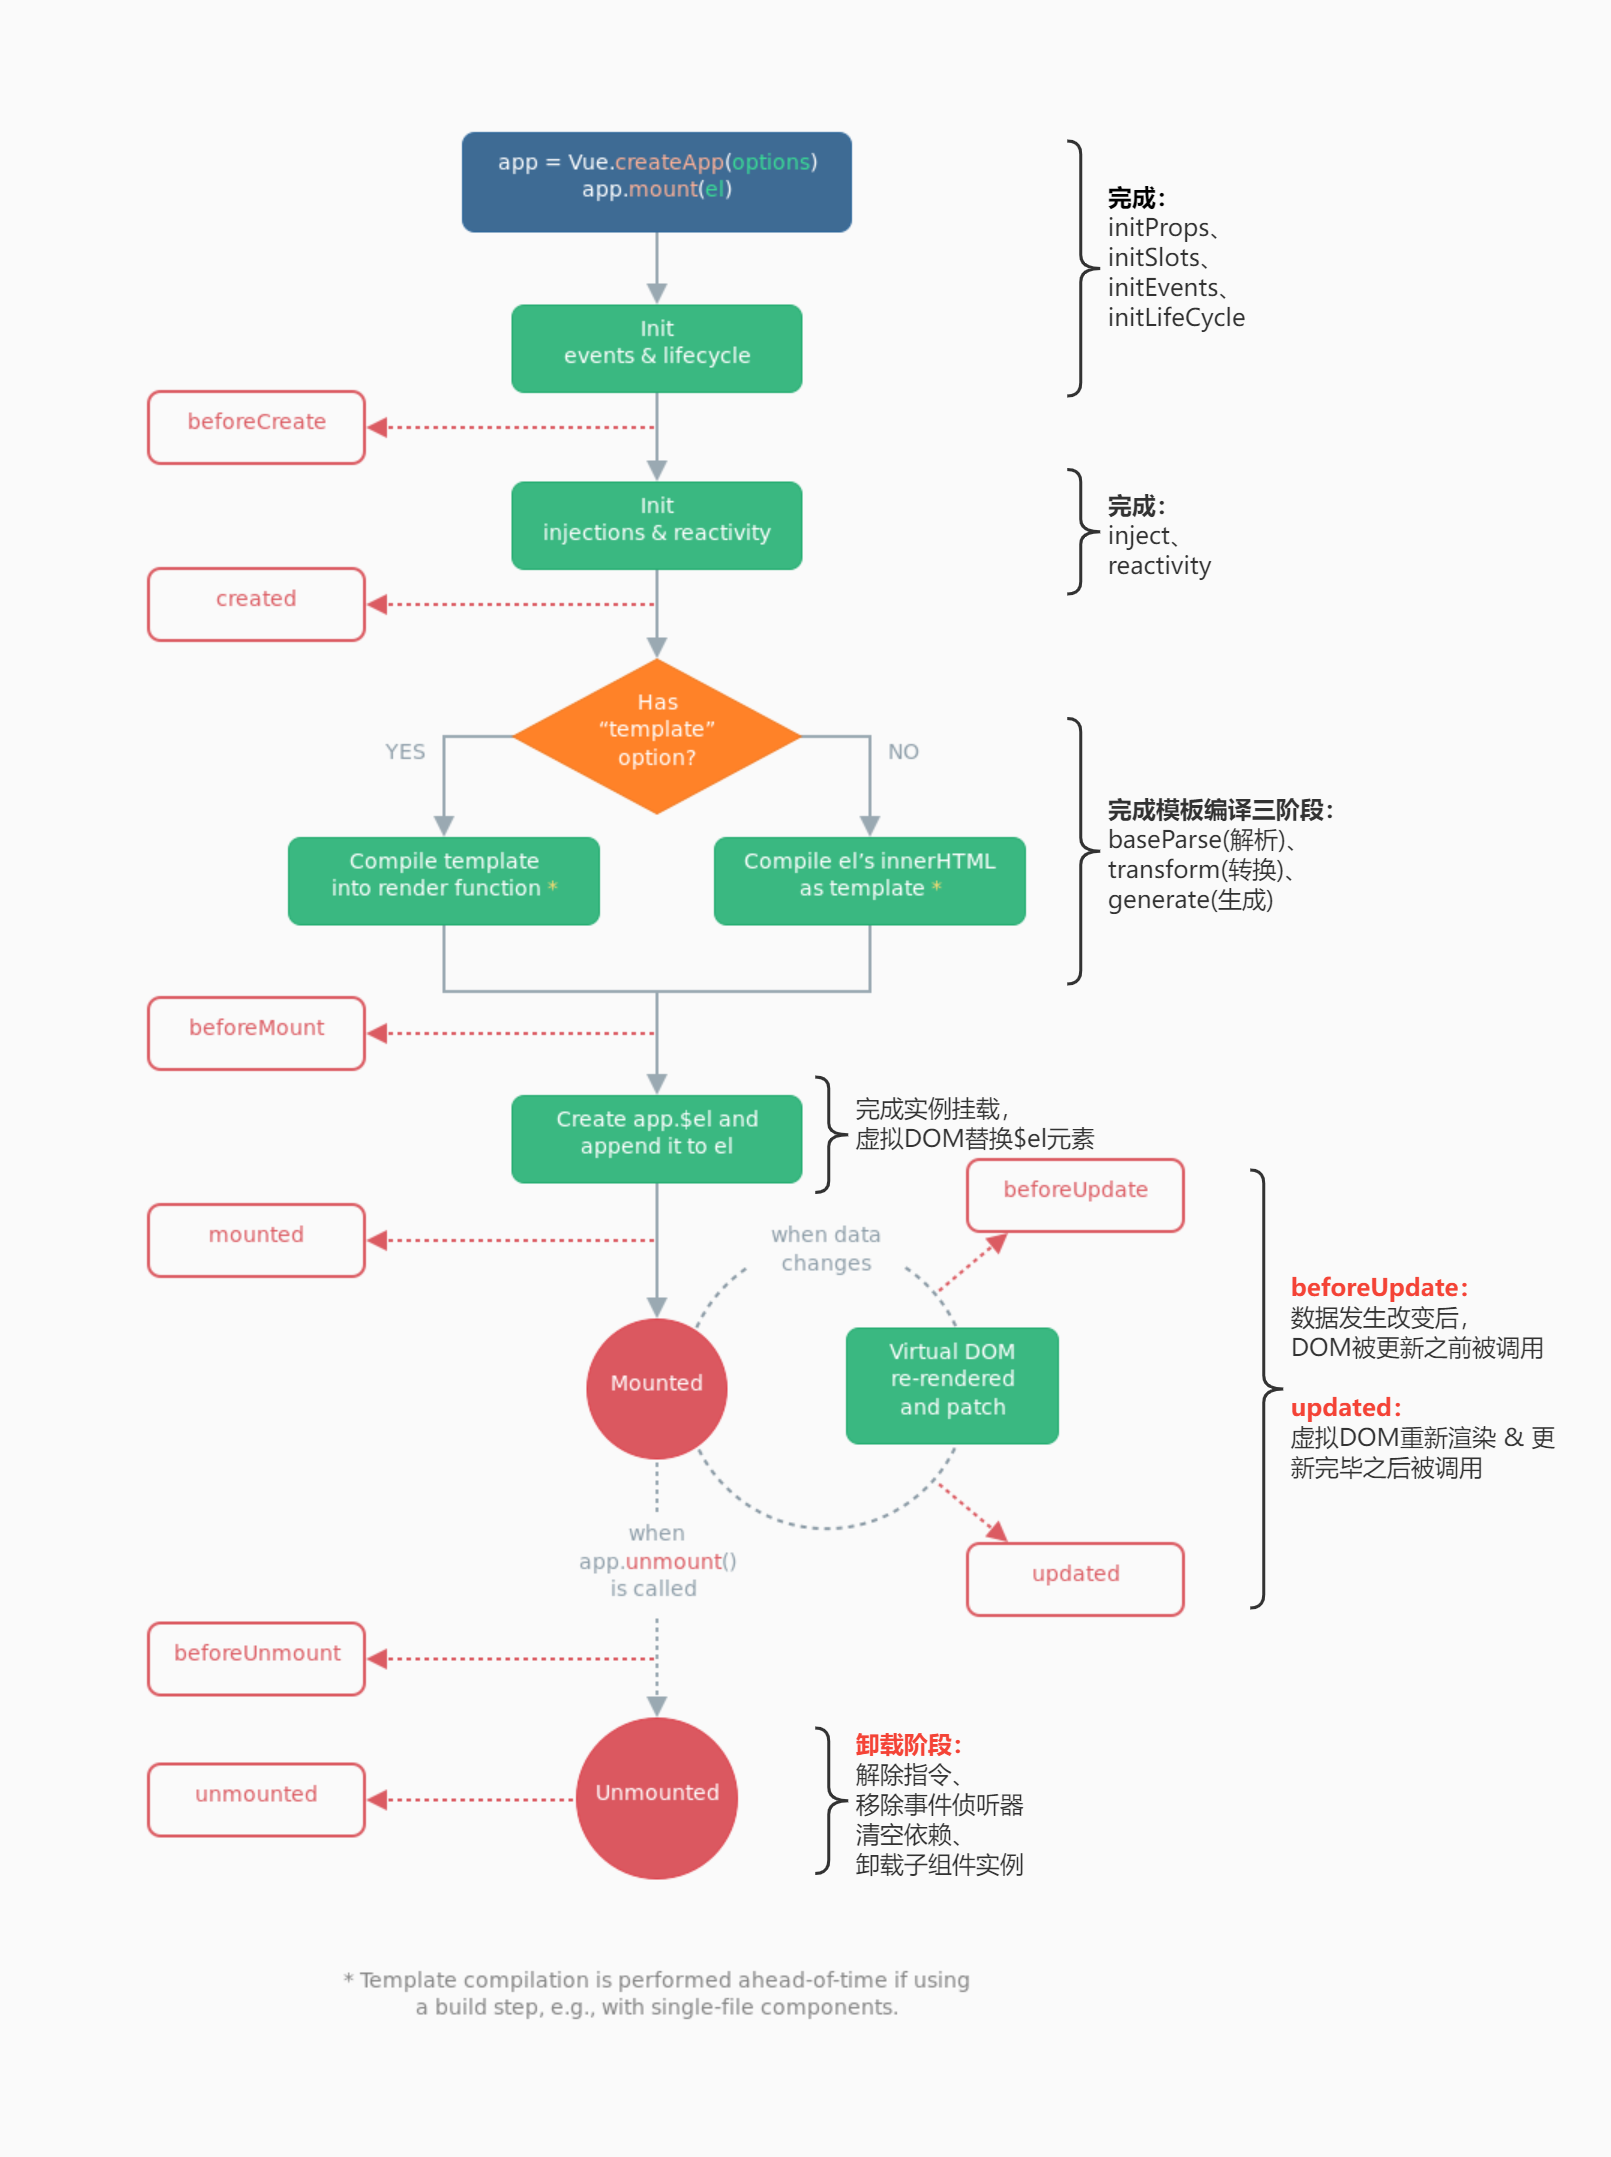 app = Vue.createApp(options)
app.mount(el)
完成：
initProps、
initSlots、
initEvents、
initLifeCycle
Init
events & lifecycle
beforeCreate
Init
injections & reactivity
完成：
inject、
reactivity
created
Has
“template”
option?
YES
NO
Compile template
into render function *
Compile el’s innerHTML
as template *
完成模板编译三阶段：
baseParse(解析)、
transform(转换)、
generate(生成)
beforeMount
Create app.$el and
append it to el
完成实例挂载，
虚拟DOM替换$el元素
beforeUpdate
mounted
when data
changes
Mounted
Virtual DOM
re-rendered
and patch
beforeUpdate：
数据发生改变后，
DOM被更新之前被调用
updated：
虚拟DOM重新渲染 & 更
新完毕之后被调用
when
app.unmount()
is called
updated
beforeUnmount
Unmounted
unmounted
卸载阶段：
解除指令、
移除事件侦听器
清空依赖、
卸载子组件实例
* Template compilation is performed ahead-of-time if using
a build step, e.g., with single-file components.